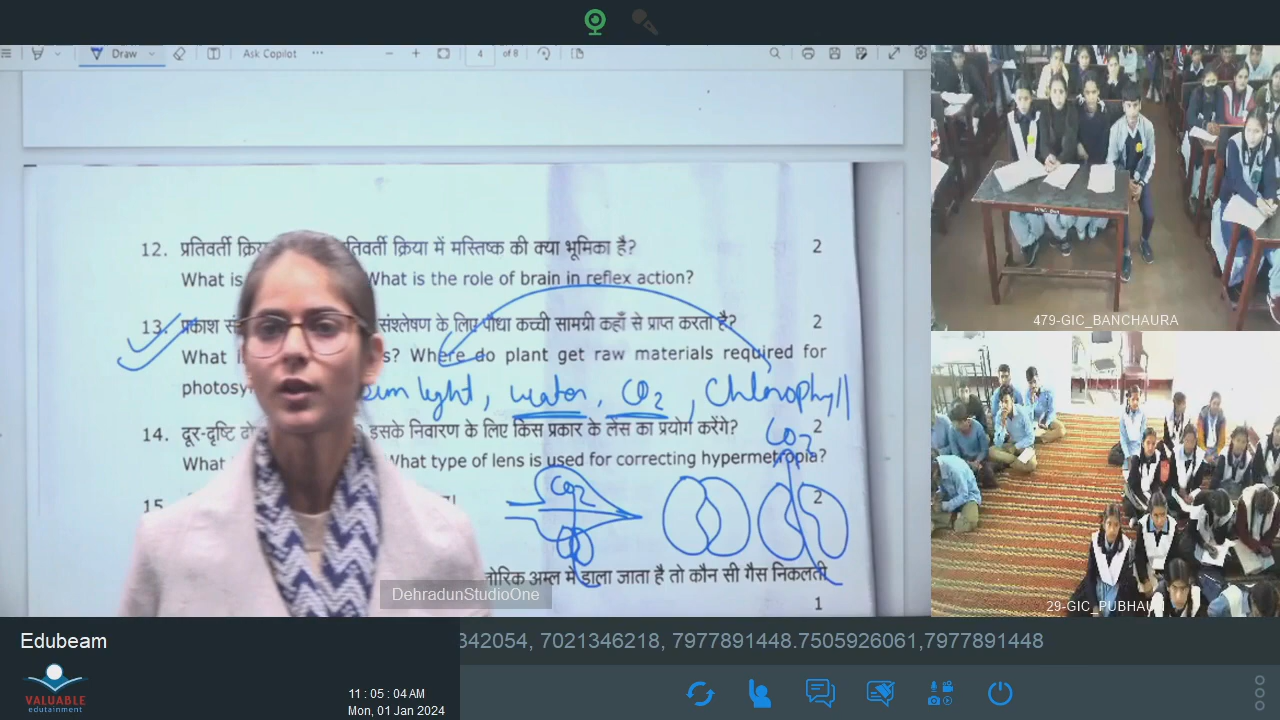 Draw
Ask Copilot
4
of 8
12. प्रतिवर्ती प्रतिवर्ती क्रिया में मस्तिष्क की क्या भूमिका है? 2
What is What is the role of brain in reflex action?
13. संश्लेषण के लिए पौधा कच्ची सामग्री कहाँ से प्राप्त करता है? 2
What Where do plant get raw materials required for
sun light, water, CO2, Chlorophyll
14. दूर-दृष्टि इसके निवारण के लिए किस प्रकार के लेंस का प्रयोग करेंगे? 2
CO2
What What type of lens is used for correcting hypermetropia?
15 2
CO2
O2
अम्ल में डाला जाता है तो कौन सी गैस निकलती
1
DehradunStudioOne
479-GIC_BANCHAURA
Edubeam
342054, 7021346218, 7977891448.7505926061,7977891448
VALUABLE
edutainment
11 : 05 : 04 AM
Mon, 01 Jan 2024